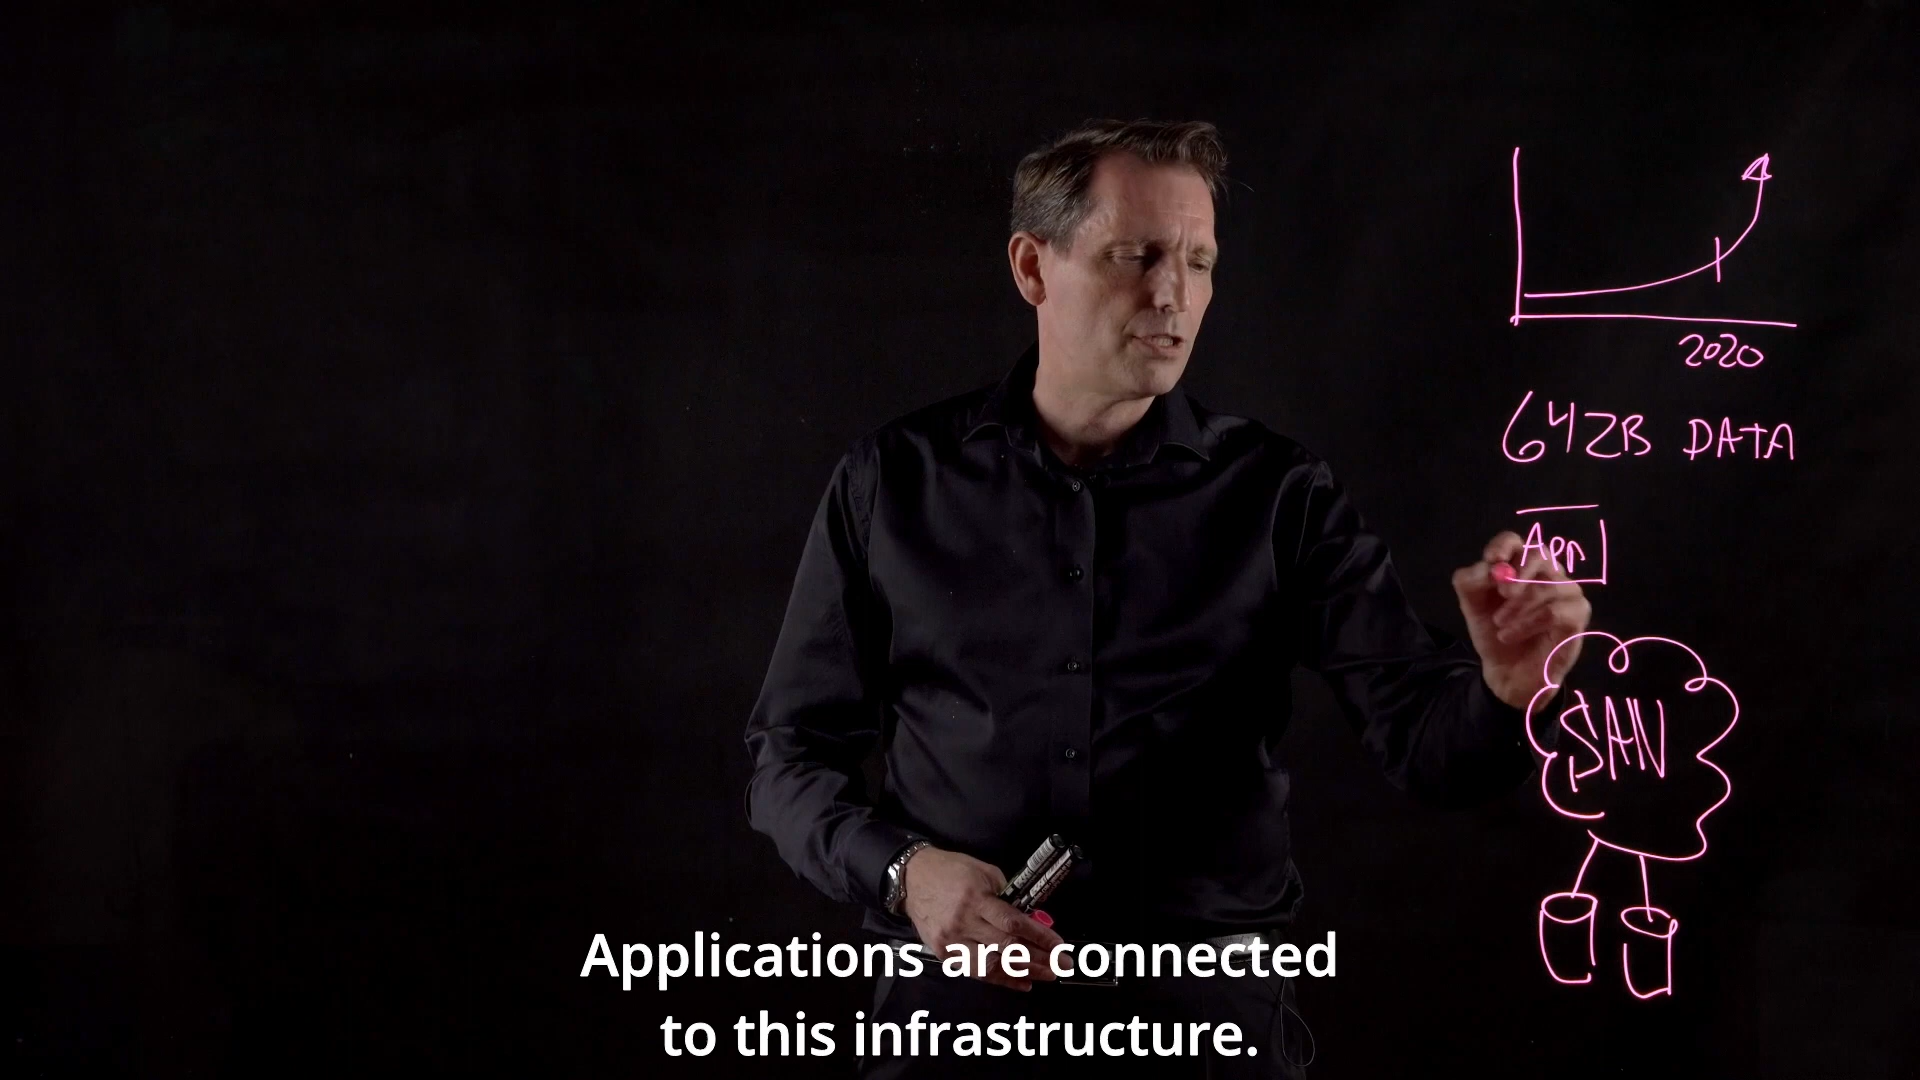 2020
64ZB DATA
App
SAN
Applications are connected
to this infrastructure.